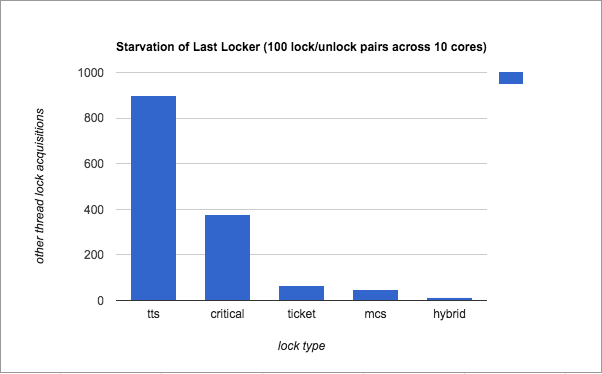 Starvation of Last Locker (100 lock/unlock pairs across 10 cores)
1000
800
600
400
200
0
other thread lock acquisitions
tts critical ticket mcs hybrid
lock type